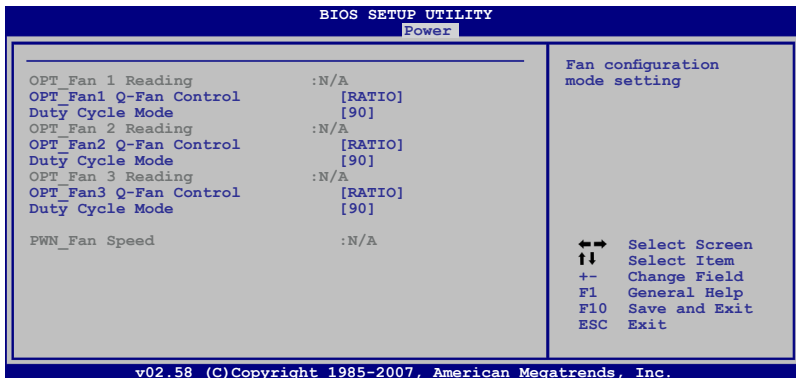 BIOS SETUP UTILITY
Power
OPT_Fan 1 Reading :N/A
OPT_Fan1 Q-Fan Control [RATIO]
Duty Cycle Mode [90]
OPT_Fan 2 Reading :N/A
OPT_Fan2 Q-Fan Control [RATIO]
Duty Cycle Mode [90]
OPT_Fan 3 Reading :N/A
OPT_Fan3 Q-Fan Control [RATIO]
Duty Cycle Mode [90]
PWN_Fan Speed :N/A
Fan configuration
mode setting
←→ Select Screen
↑↓ Select Item
+- Change Field
F1 General Help
F10 Save and Exit
ESC Exit
v02.58 (C)Copyright 1985-2007, American Megatrends, Inc.